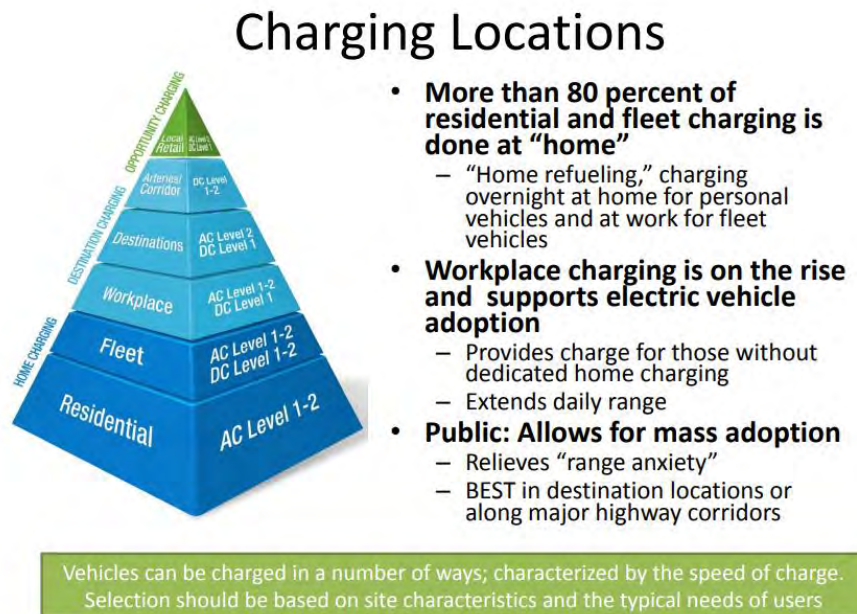 Charging Locations
OPPORTUNITY CHARGING
DESTINATION CHARGING
HOME CHARGING
Local
Retail
DC Level 1
Arteries/
Corridor
DC Level
1-2
Destinations
AC Level 2
DC Level 1
Workplace
AC Level 1-2
DC Level 1
Fleet
AC Level 1-2
DC Level 1-2
Residential
AC Level 1-2
• More than 80 percent of
residential and fleet charging is
done at “home”
– “Home refueling,” charging
overnight at home for personal
vehicles and at work for fleet
vehicles
• Workplace charging is on the rise
and supports electric vehicle
adoption
– Provides charge for those without
dedicated home charging
– Extends daily range
• Public: Allows for mass adoption
– Relieves “range anxiety”
– BEST in destination locations or
along major highway corridors
Vehicles can be charged in a number of ways; characterized by the speed of charge.
Selection should be based on site characteristics and the typical needs of users